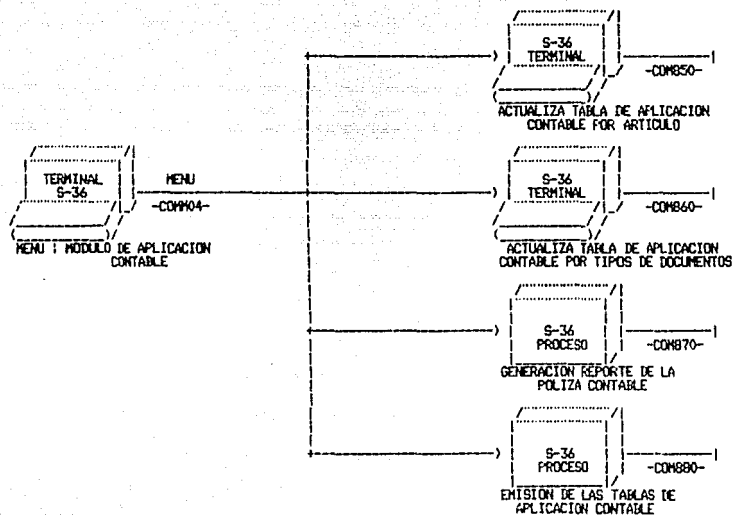 S-36
TERMINAL
-COM850-
ACTUALIZA TABLA DE APLICACION
CONTABLE POR ARTICULO
TERMINAL
S-36
MENU
-COMM04-
MENU : MODULO DE APLICACION
CONTABLE
S-36
TERMINAL
-COM860-
ACTUALIZA TABLA DE APLICACION
CONTABLE POR TIPOS DE DOCUMENTOS
S-36
PROCESO
-COM870-
GENERACION REPORTE DE LA
POLIZA CONTABLE
S-36
PROCESO
-COM880-
EMISION DE LAS TABLAS DE
APLICACION CONTABLE